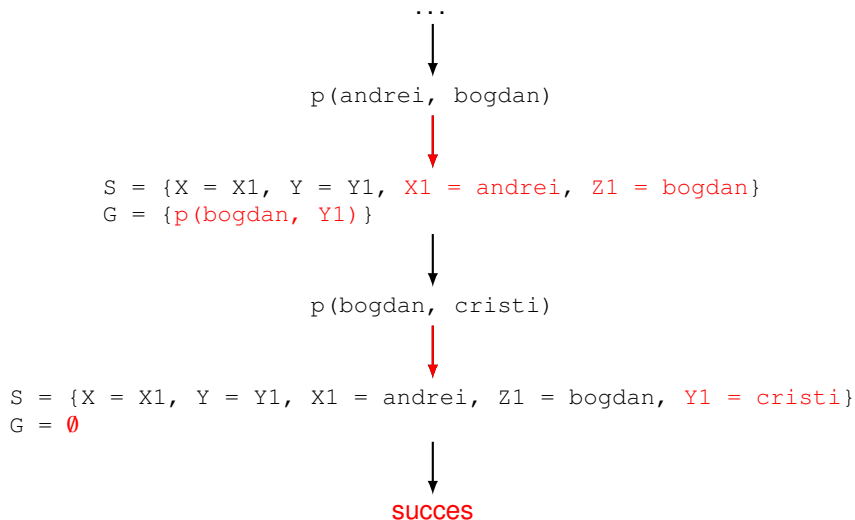 ...
p(andrei, bogdan)
S = {X = X1, Y = Y1, X1 = andrei, Z1 = bogdan}
G = {p(bogdan, Y1)}
p(bogdan, cristi)
S = {X = X1, Y = Y1, X1 = andrei, Z1 = bogdan, Y1 = cristi}
G = ∅
succes